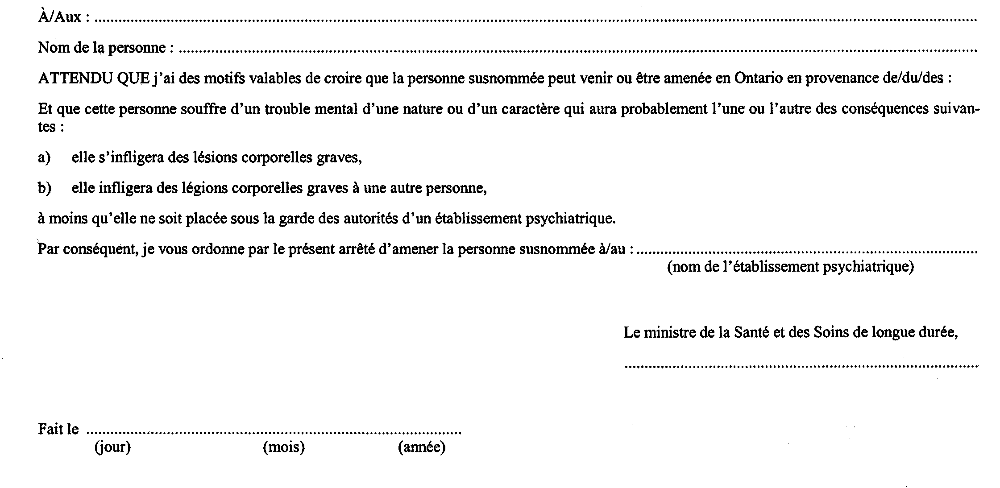 À/Aux : ..........................................................................................................................................................................
Nom de la personne : ..........................................................................................................................................................................
ATTENDU QUE j’ai des motifs valables de croire que la personne susnommée peut venir ou être amenée en Ontario en provenance de/du/des :
Et que cette personne souffre d’un trouble mental d’une nature ou d’un caractère qui aura probablement l’une ou l’autre des conséquences suivan-
tes :
a) elle s’infligera des lésions corporelles graves,
b) elle infligera des légions corporelles graves à une autre personne,
à moins qu’elle ne soit placée sous la garde des autorités d’un établissement psychiatrique.
Par conséquent, je vous ordonne par le présent arrêté d’amener la personne susnommée à/au : ....................................................................................
(nom de l’établissement psychiatrique)
Le ministre de la Santé et des Soins de longue durée,
........................................................................................
Fait le .............................................................................................
(jour) (mois) (année)